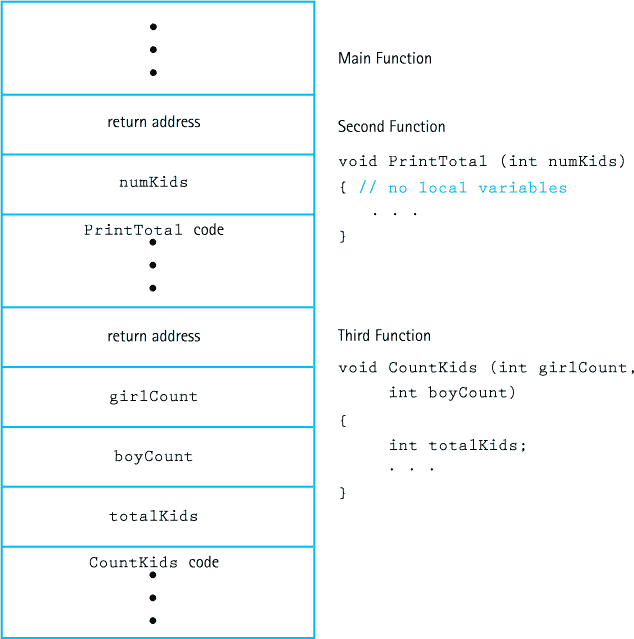 Main Function
return address
Second Function
void PrintTotal (int numKids)
numKids
{ // no local variables
. . .
PrintTotal code
}
return address
Third Function
void CountKids (int girlCount,
girlCount
int boyCount)
{
boyCount
int totalKids;
. . .
}
totalKids
CountKids code